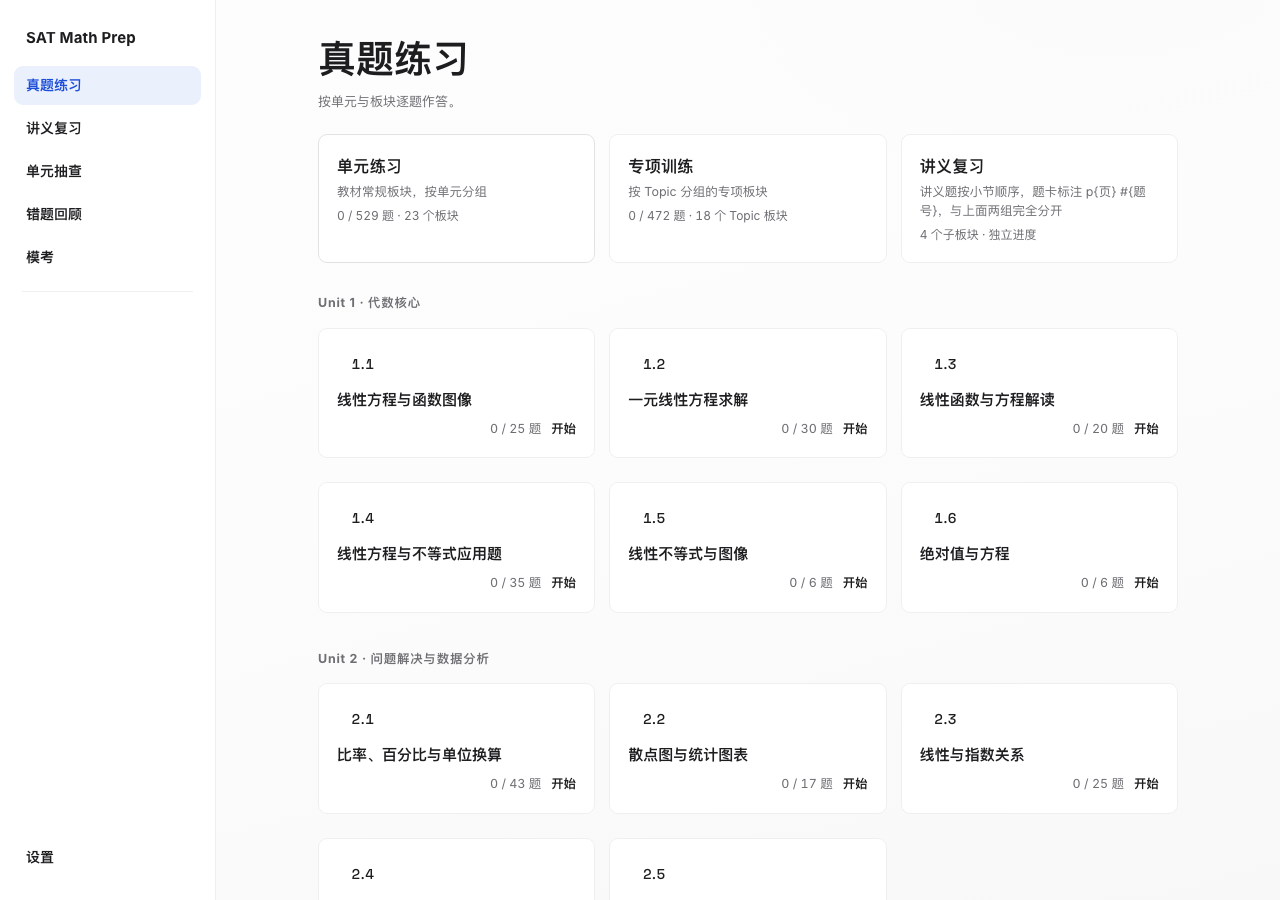 SAT Math Prep
真题练习
讲义复习
单元抽查
错题回顾
模考
设置
真题练习
按单元与板块逐题作答。
单元练习
教材常规板块，按单元分组
0 / 529 题 · 23 个板块
专项训练
按 Topic 分组的专项板块
0 / 472 题 · 18 个 Topic 板块
讲义复习
讲义题按小节顺序，题卡标注 p{页} #{题
号}，与上面两组完全分开
4 个子板块 · 独立进度
Unit 1 · 代数核心
1.1
线性方程与函数图像
0 / 25 题 开始
1.2
一元线性方程求解
0 / 30 题 开始
1.3
线性函数与方程解读
0 / 20 题 开始
1.4
线性方程与不等式应用题
0 / 35 题 开始
1.5
线性不等式与图像
0 / 6 题 开始
1.6
绝对值与方程
0 / 6 题 开始
Unit 2 · 问题解决与数据分析
2.1
比率、百分比与单位换算
0 / 43 题 开始
2.2
散点图与统计图表
0 / 17 题 开始
2.3
线性与指数关系
0 / 25 题 开始
2.4
2.5